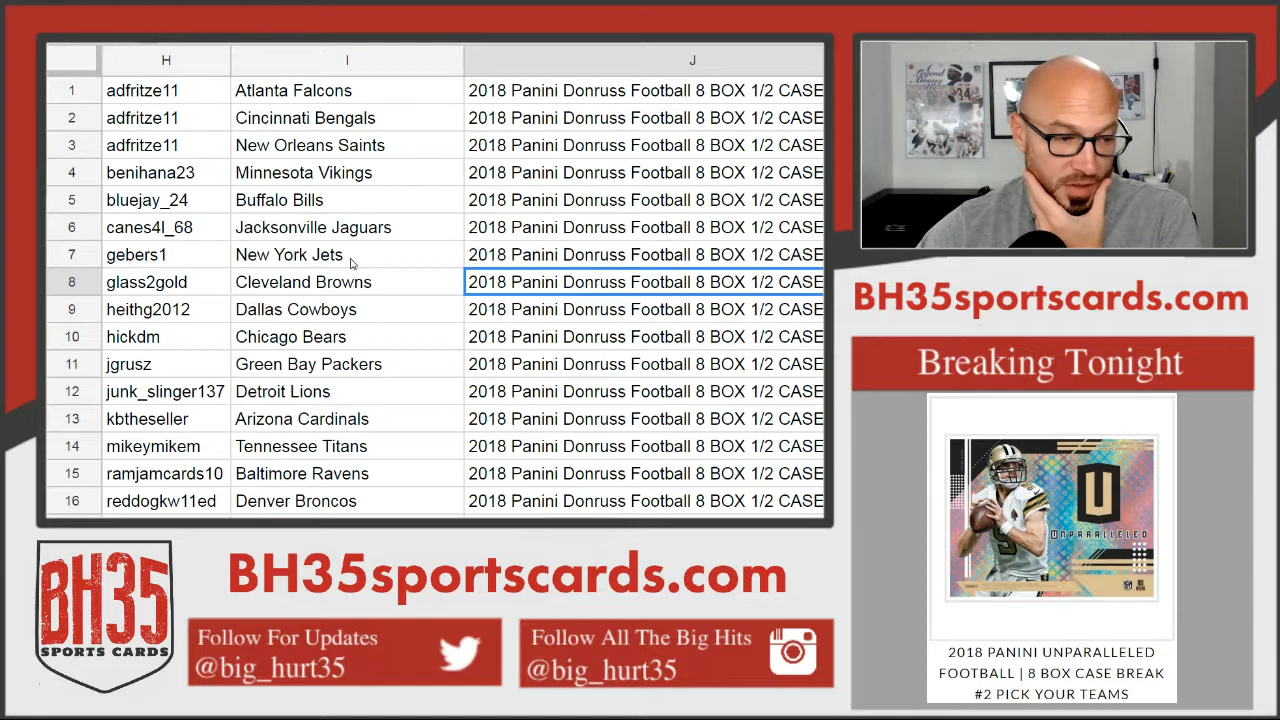 H I J
1 adfritze11 Atlanta Falcons 2018 Panini Donruss Football 8 BOX 1/2 CASE
2 adfritze11 Cincinnati Bengals 2018 Panini Donruss Football 8 BOX 1/2 CASE
3 adfritze11 New Orleans Saints 2018 Panini Donruss Football 8 BOX 1/2 CASE
4 benihana23 Minnesota Vikings 2018 Panini Donruss Football 8 BOX 1/2 CASE
5 bluejay_24 Buffalo Bills 2018 Panini Donruss Football 8 BOX 1/2 CASE
6 canes4l_68 Jacksonville Jaguars 2018 Panini Donruss Football 8 BOX 1/2 CASE
7 gebers1 New York Jets 2018 Panini Donruss Football 8 BOX 1/2 CASE
8 glass2gold Cleveland Browns 2018 Panini Donruss Football 8 BOX 1/2 CASE
9 heithg2012 Dallas Cowboys 2018 Panini Donruss Football 8 BOX 1/2 CASE
10 hickdm Chicago Bears 2018 Panini Donruss Football 8 BOX 1/2 CASE
11 jgrusz Green Bay Packers 2018 Panini Donruss Football 8 BOX 1/2 CASE
12 junk_slinger137 Detroit Lions 2018 Panini Donruss Football 8 BOX 1/2 CASE
13 kbtheseller Arizona Cardinals 2018 Panini Donruss Football 8 BOX 1/2 CASE
14 mikeymikem Tennessee Titans 2018 Panini Donruss Football 8 BOX 1/2 CASE
15 ramjamcards10 Baltimore Ravens 2018 Panini Donruss Football 8 BOX 1/2 CASE
16 reddogkw11ed Denver Broncos 2018 Panini Donruss Football 8 BOX 1/2 CASE
A Legend Among
34
BH35sportscards.com
Breaking Tonight
U
UNPARALLELED
9
2018 PANINI UNPARALLELED
FOOTBALL | 8 BOX CASE BREAK
#2 PICK YOUR TEAMS
BH35
SPORTS CARDS
BH35sportscards.com
Follow For Updates
@big_hurt35
Follow All The Big Hits
@big_hurt35